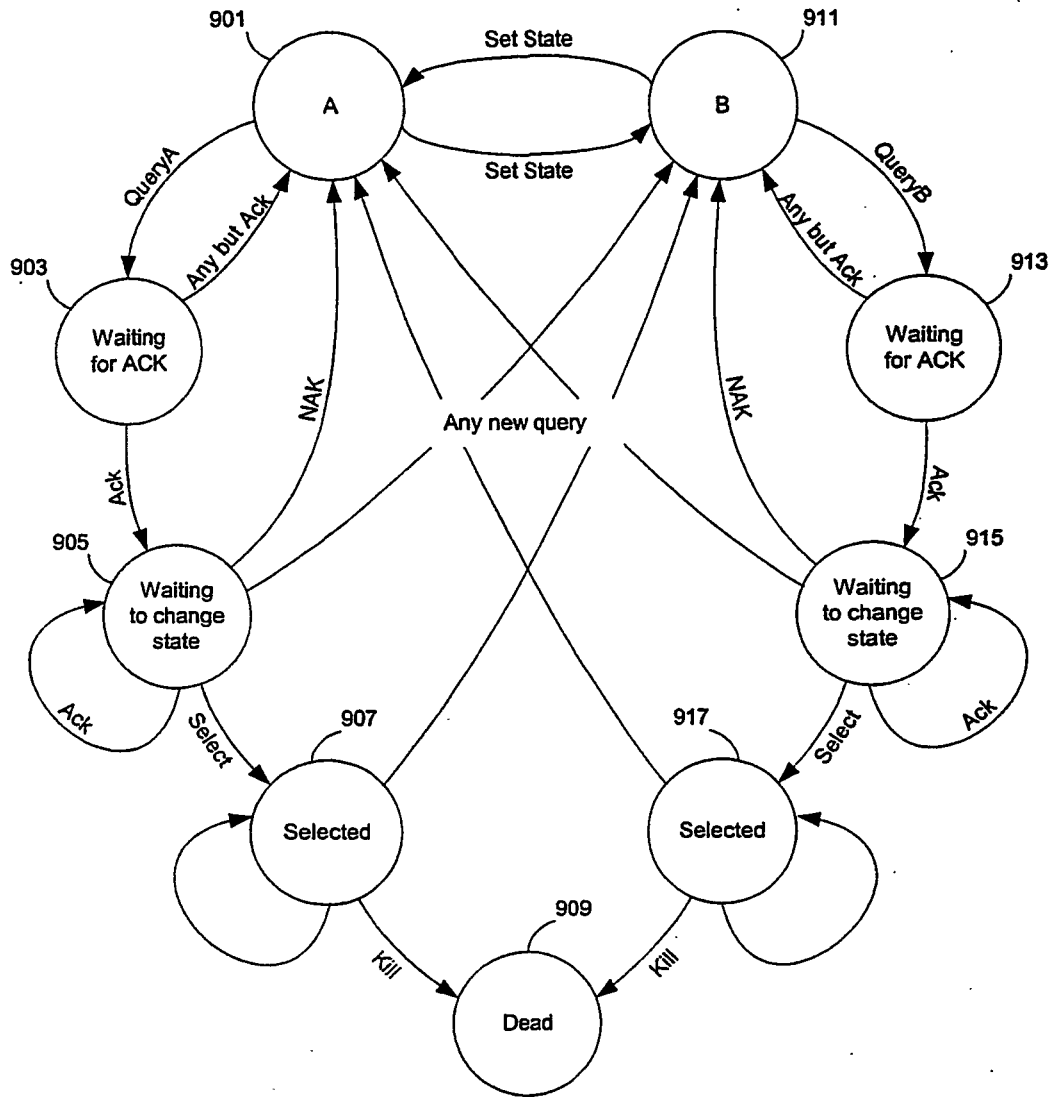 901
911
Set State
A
B
Set State
QueryA
QueryB
Any but Ack
Any but Ack
903
913
Waiting
for ACK
Waiting
for ACK
NAK
NAK
Any new query
Ack
Ack
905
915
Waiting
to change
state
Waiting
to change
state
Ack
Ack
Select
Select
907
917
Selected
Selected
909
Kill
Kill
Dead